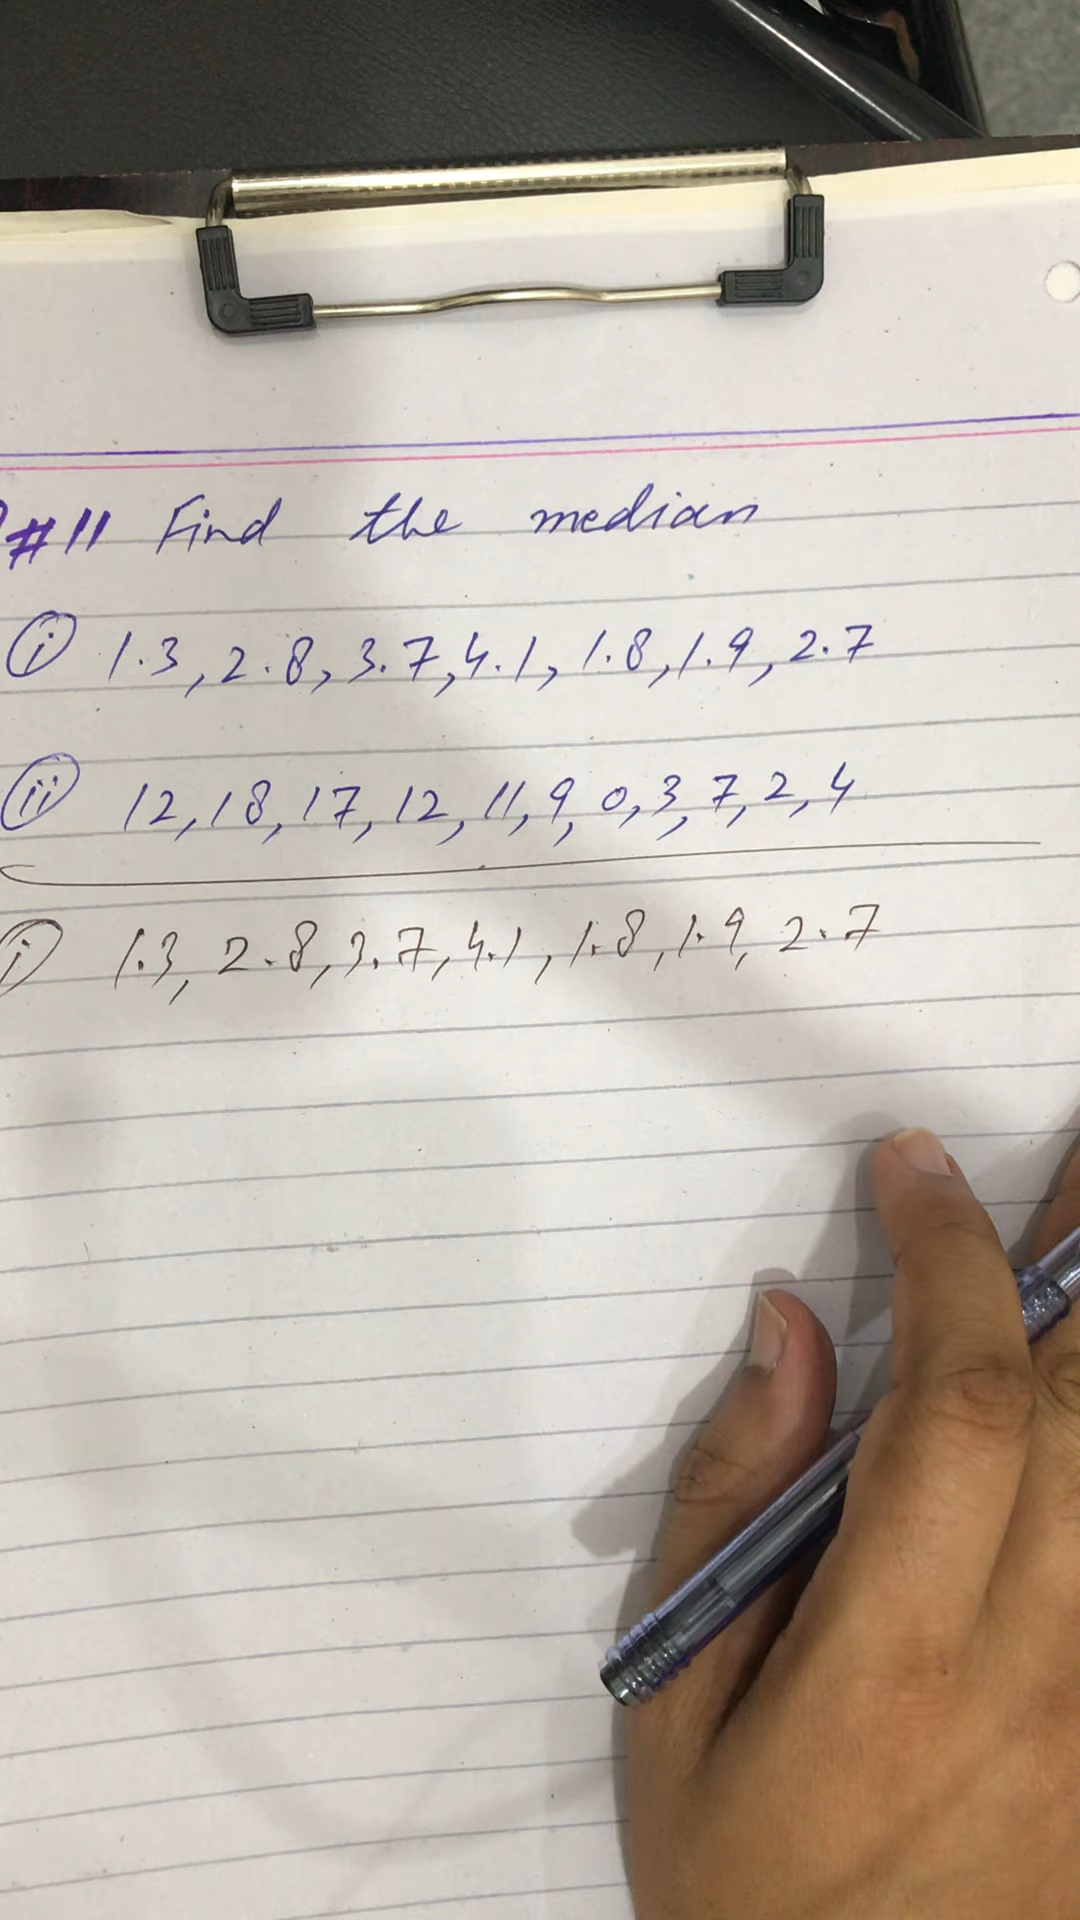 #11 Find the median
(i) 1.3, 2.8, 3.7, 4.1, 1.8, 1.9, 2.7
(ii) 12, 18, 17, 12, 11, 9, 0, 3, 7, 2, 4
(i) 1.3, 2.8, 3.7, 4.1, 1.8, 1.9, 2.7